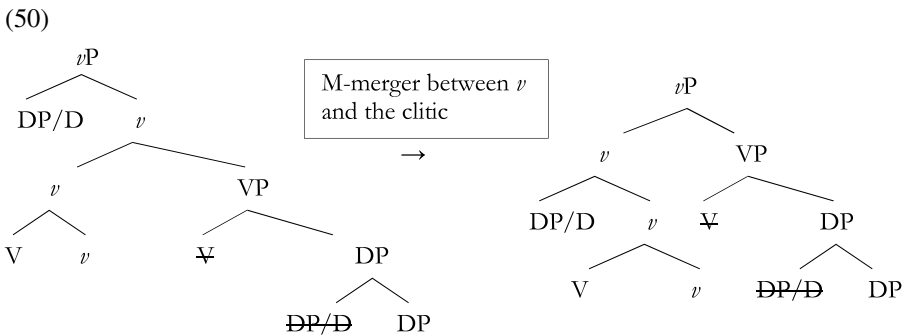 (50)
vP
DP/D v
v VP
V v V DP
DP/D DP
M-merger between v
and the clitic
→
vP
v VP
DP/D v V DP
V v DP/D DP